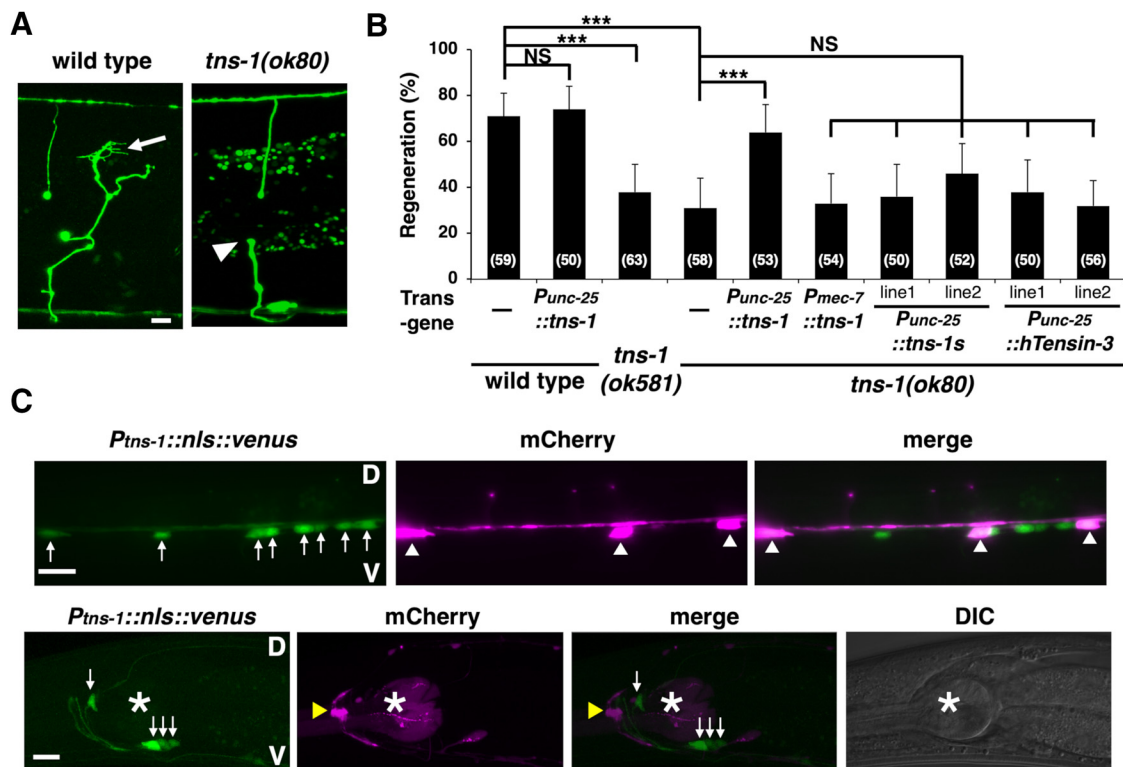 A
wild type tns-1(ok80)
B
Regeneration (%)
100
80
60
40
20
0
***
***
NS
***
NS
(59) (50) (63) (58) (53) (54) (50) (52) (50) (56)
Trans
-gene
— Punc-25
::tns-1
— Punc-25
::tns-1
Pmec-7
::tns-1
line1 line2
Punc-25
::tns-1s
line1 line2
Punc-25
::hTensin-3
wild type
tns-1
(ok581)
tns-1(ok80)
C
Ptns-1::nls::venus mCherry merge
D
V
Ptns-1::nls::venus mCherry merge DIC
D
V
* * * *